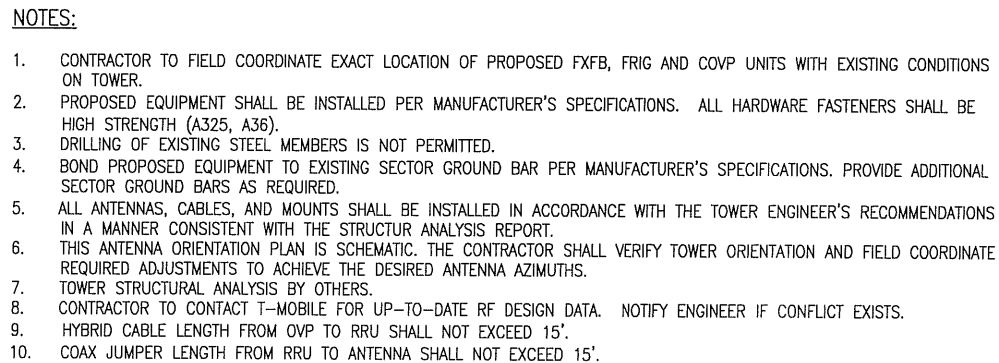 NOTES:
1. CONTRACTOR TO FIELD COORDINATE EXACT LOCATION OF PROPOSED FXFB, FRIG AND COVP UNITS WITH EXISTING CONDITIONS
ON TOWER.
2. PROPOSED EQUIPMENT SHALL BE INSTALLED PER MANUFACTURER'S SPECIFICATIONS. ALL HARDWARE FASTENERS SHALL BE
HIGH STRENGTH (A325, A36).
3. DRILLING OF EXISTING STEEL MEMBERS IS NOT PERMITTED.
4. BOND PROPOSED EQUIPMENT TO EXISTING SECTOR GROUND BAR PER MANUFACTURER'S SPECIFICATIONS. PROVIDE ADDITIONAL
SECTOR GROUND BARS AS REQUIRED.
5. ALL ANTENNAS, CABLES, AND MOUNTS SHALL BE INSTALLED IN ACCORDANCE WITH THE TOWER ENGINEER'S RECOMMENDATIONS
IN A MANNER CONSISTENT WITH THE STRUCTUR ANALYSIS REPORT.
6. THIS ANTENNA ORIENTATION PLAN IS SCHEMATIC. THE CONTRACTOR SHALL VERIFY TOWER ORIENTATION AND FIELD COORDINATE
REQUIRED ADJUSTMENTS TO ACHIEVE THE DESIRED ANTENNA AZIMUTHS.
7. TOWER STRUCTURAL ANALYSIS BY OTHERS.
8. CONTRACTOR TO CONTACT T-MOBILE FOR UP-TO-DATE RF DESIGN DATA. NOTIFY ENGINEER IF CONFLICT EXISTS.
9. HYBRID CABLE LENGTH FROM OVP TO RRU SHALL NOT EXCEED 15'.
10. COAX JUMPER LENGTH FROM RRU TO ANTENNA SHALL NOT EXCEED 15'.